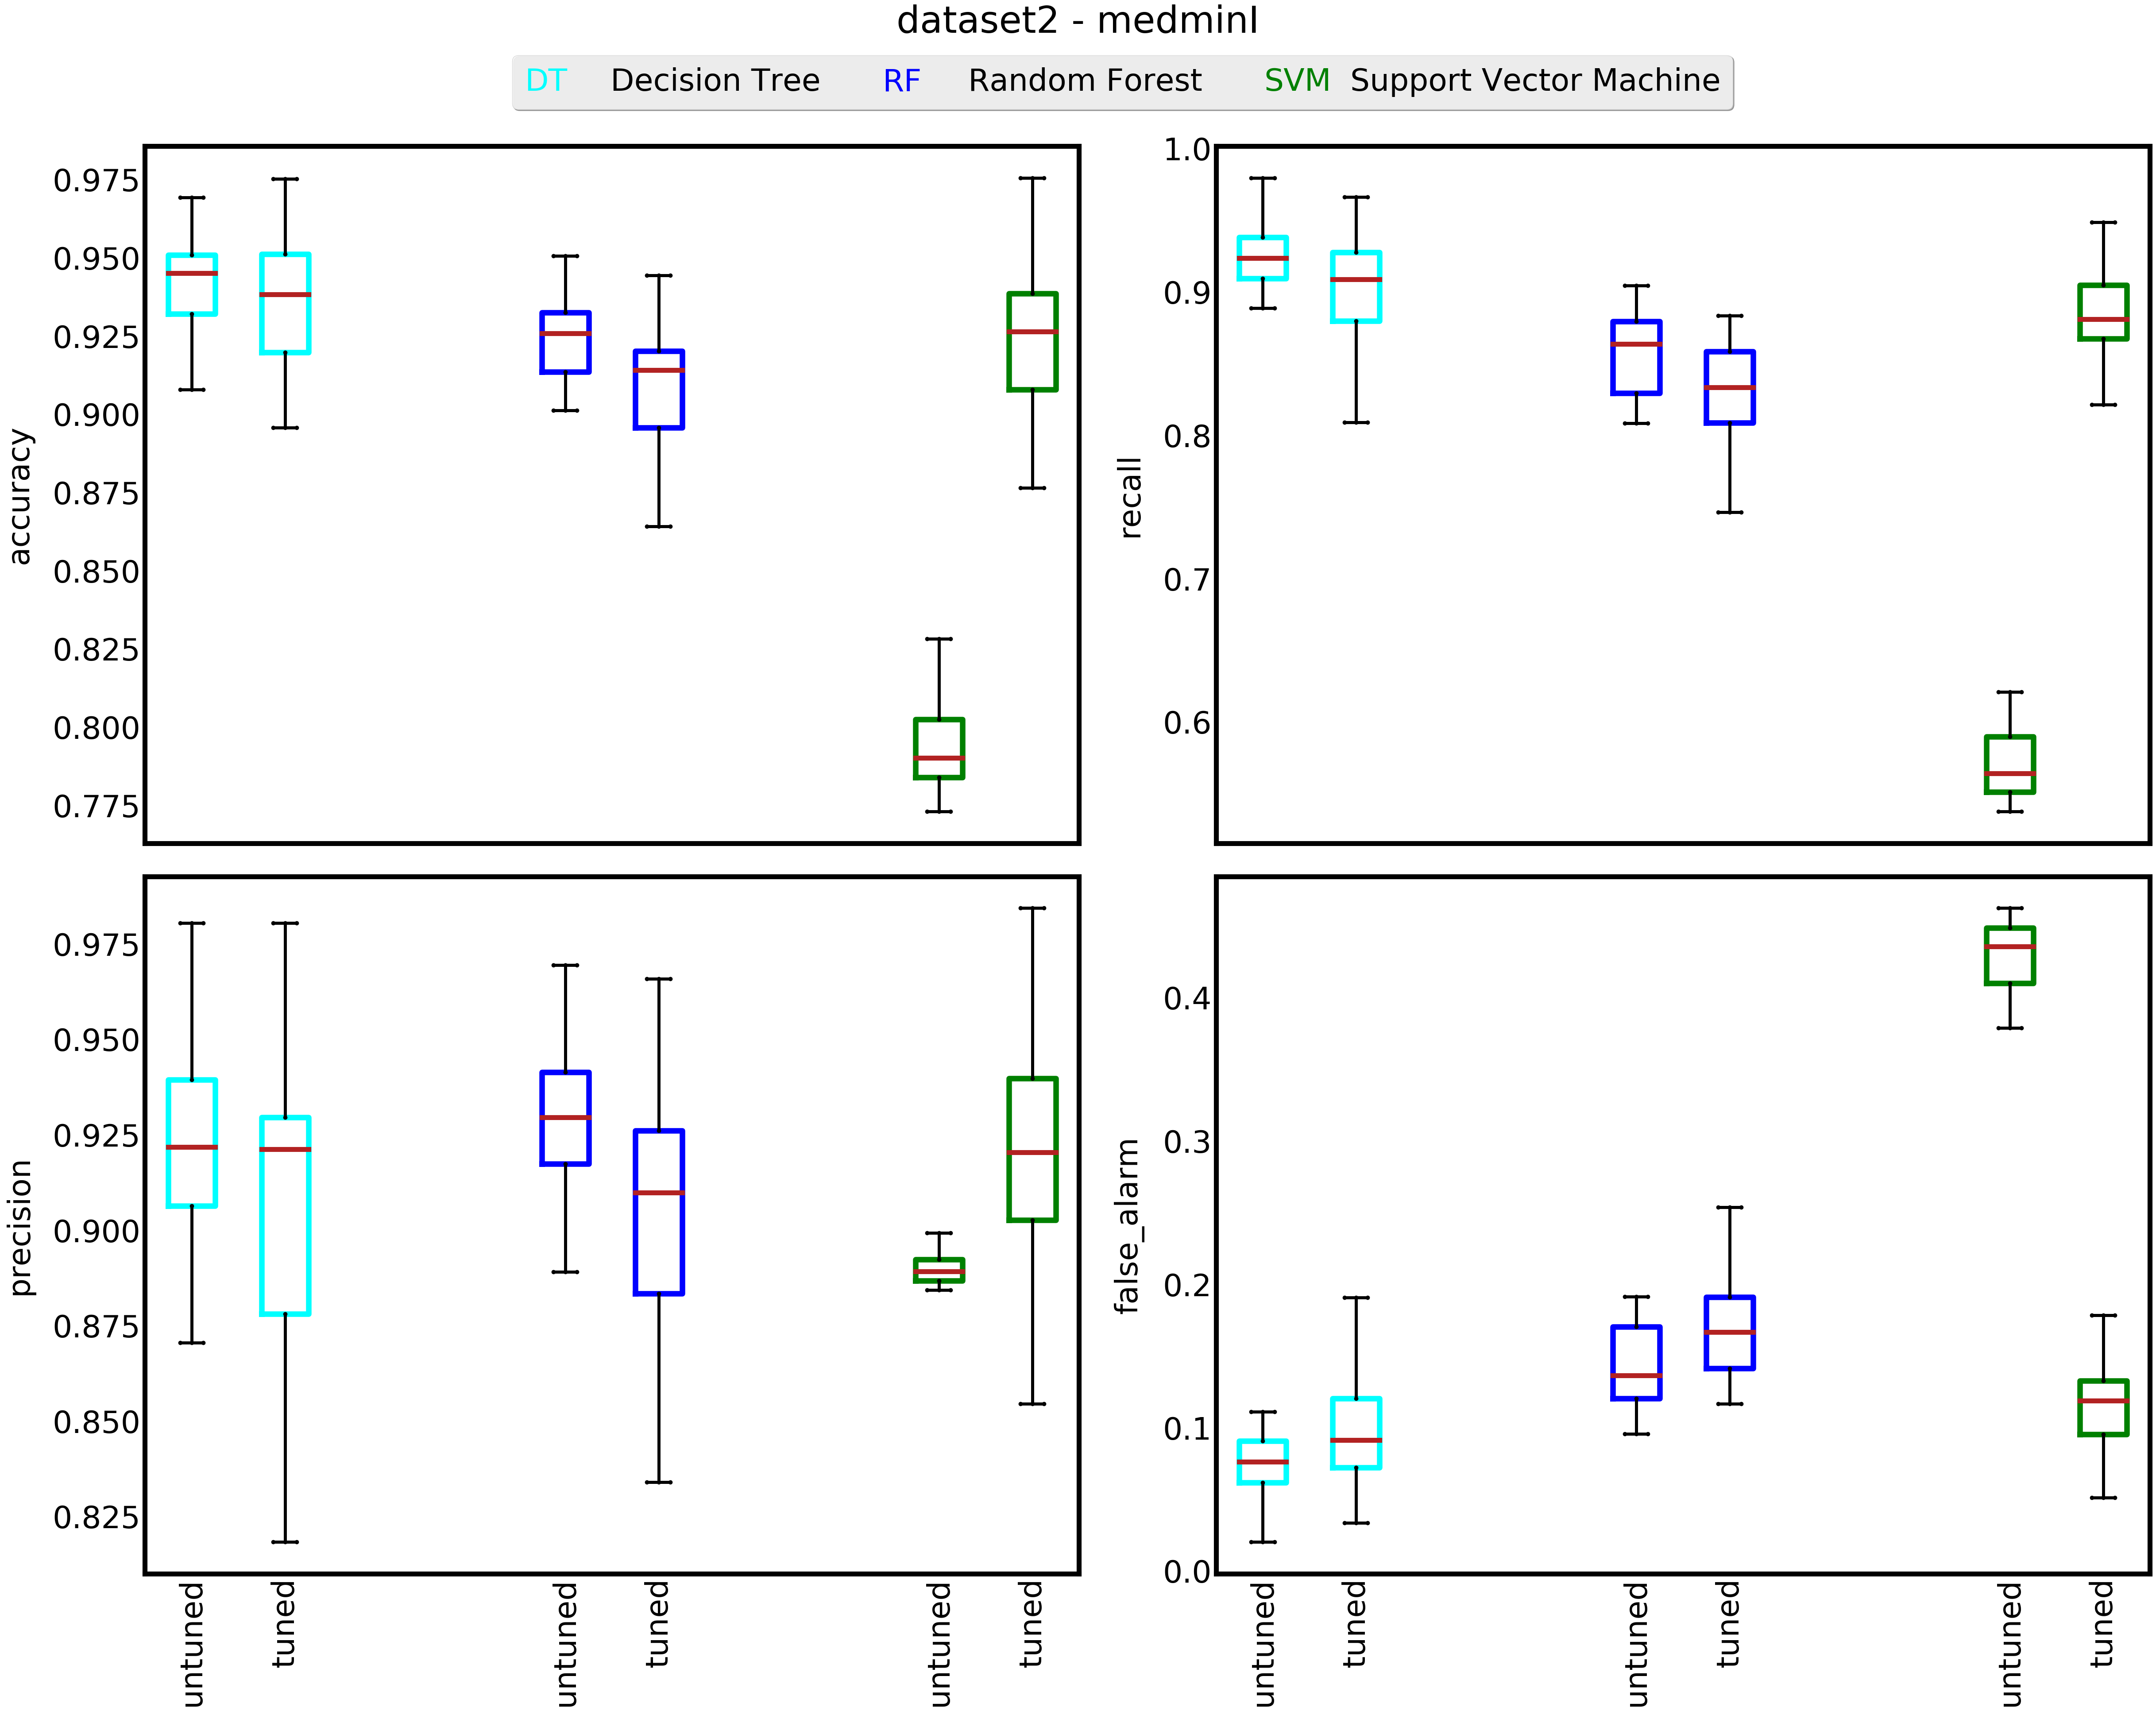 dataset2 - medminI
DT Decision Tree RF Random Forest SVM Support Vector Machine
accuracy
0.975
0.950
0.925
0.900
0.875
0.850
0.825
0.800
0.775
recall
1.0
0.9
0.8
0.7
0.6
precision
0.975
0.950
0.925
0.900
0.875
0.850
0.825
untuned
tuned
untuned
tuned
untuned
tuned
false_alarm
0.4
0.3
0.2
0.1
0.0
untuned
tuned
untuned
tuned
untuned
tuned